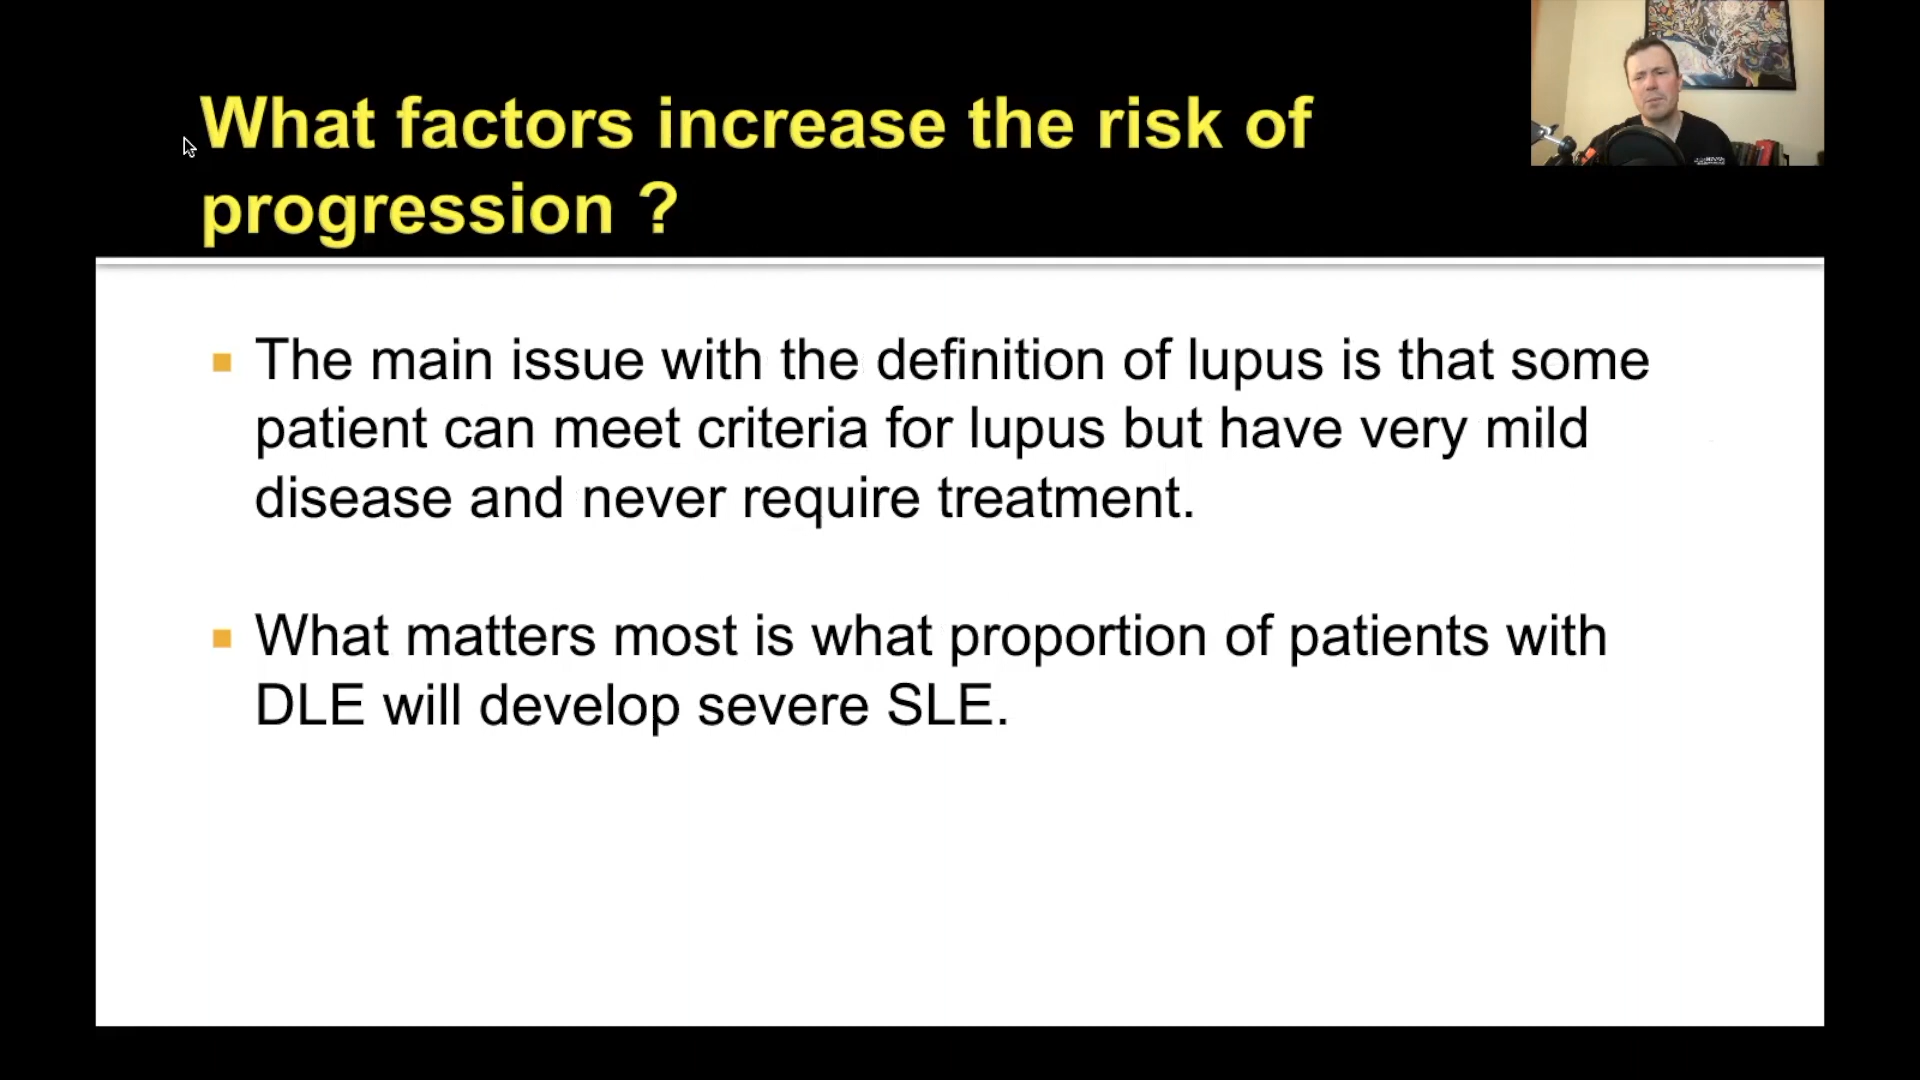 What factors increase the risk of
progression ?
The main issue with the definition of lupus is that some
patient can meet criteria for lupus but have very mild
disease and never require treatment.
What matters most is what proportion of patients with
DLE will develop severe SLE.